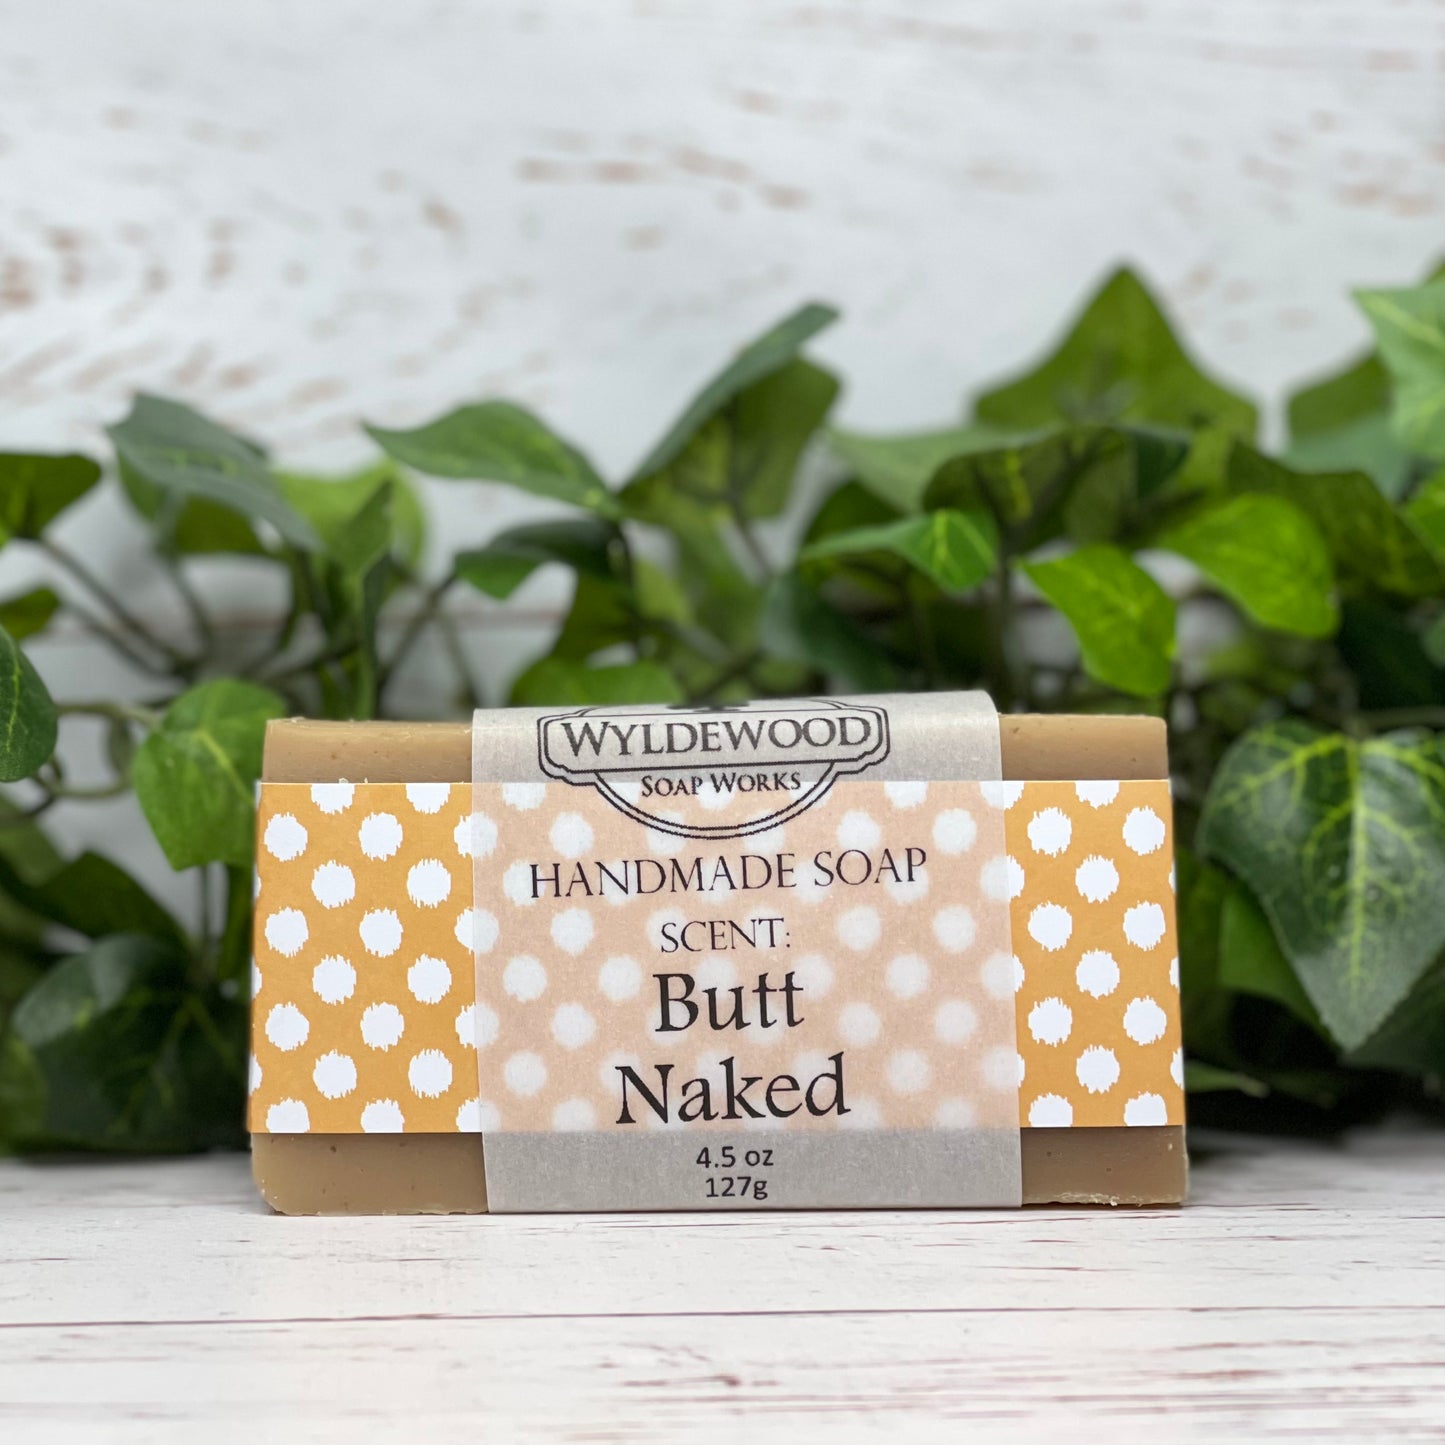 WYLDEWOOD
SOAP WORKS
HANDMADE SOAP
SCENT:
Butt
Naked
4.5 oz
127g